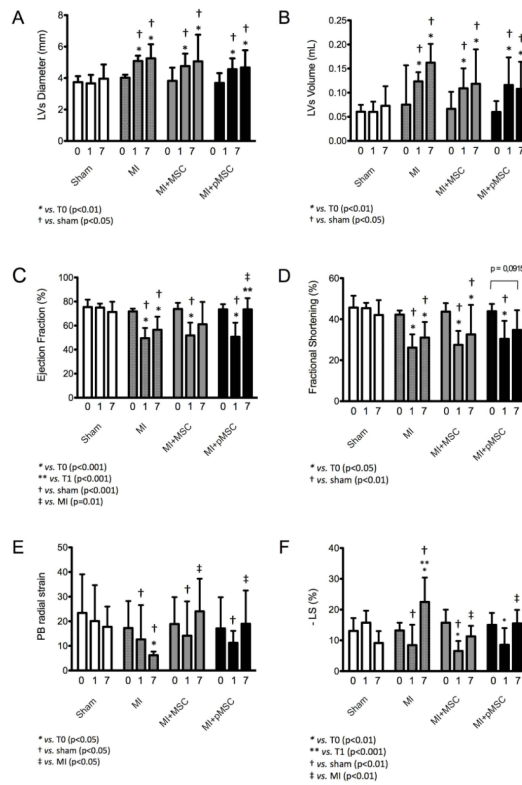 A
LVs Diameter (mm)
8
6
4
2
0
0 1 7 0 1 7 0 1 7 0 1 7
Sham MI MI+MSC MI+pMSC
† * † * † * † * † * † *
* vs. T0 (p<0.01)
† vs. sham (p<0.05)
B
LVs Volume (mL)
0.25
0.20
0.15
0.10
0.05
0.00
0 1 7 0 1 7 0 1 7 0 1 7
Sham MI MI+MSC MI+pMSC
† * † * † * † * † * † *
* vs. T0 (p<0.01)
† vs. sham (p<0.05)
C
Ejection Fraction (%)
100
80
60
40
20
0
0 1 7 0 1 7 0 1 7 0 1 7
Sham MI MI+MSC MI+pMSC
† * † * † * † * ‡ **
* vs. T0 (p<0.001)
** vs. T1 (p<0.001)
† vs. sham (p<0.001)
‡ vs. MI (p=0.01)
D
Fractional Shortening (%)
60
40
20
0
p = 0,0915
0 1 7 0 1 7 0 1 7 0 1 7
Sham MI MI+MSC MI+pMSC
† * † * † * † * † *
* vs. T0 (p<0.05)
† vs. sham (p<0.01)
E
PB radial strain
50
40
30
20
10
0
0 1 7 0 1 7 0 1 7 0 1 7
Sham MI MI+MSC MI+pMSC
† † * † ‡ † ‡
* vs. T0 (p<0.05)
† vs. sham (p<0.05)
‡ vs. MI (p<0.05)
F
- LS (%)
40
30
20
10
0
0 1 7 0 1 7 0 1 7 0 1 7
Sham MI MI+MSC MI+pMSC
† † ** * † * ‡ * ‡
* vs. T0 (p<0.01)
** vs. T1 (p<0.001)
† vs. sham (p<0.01)
‡ vs. MI (p<0.01)